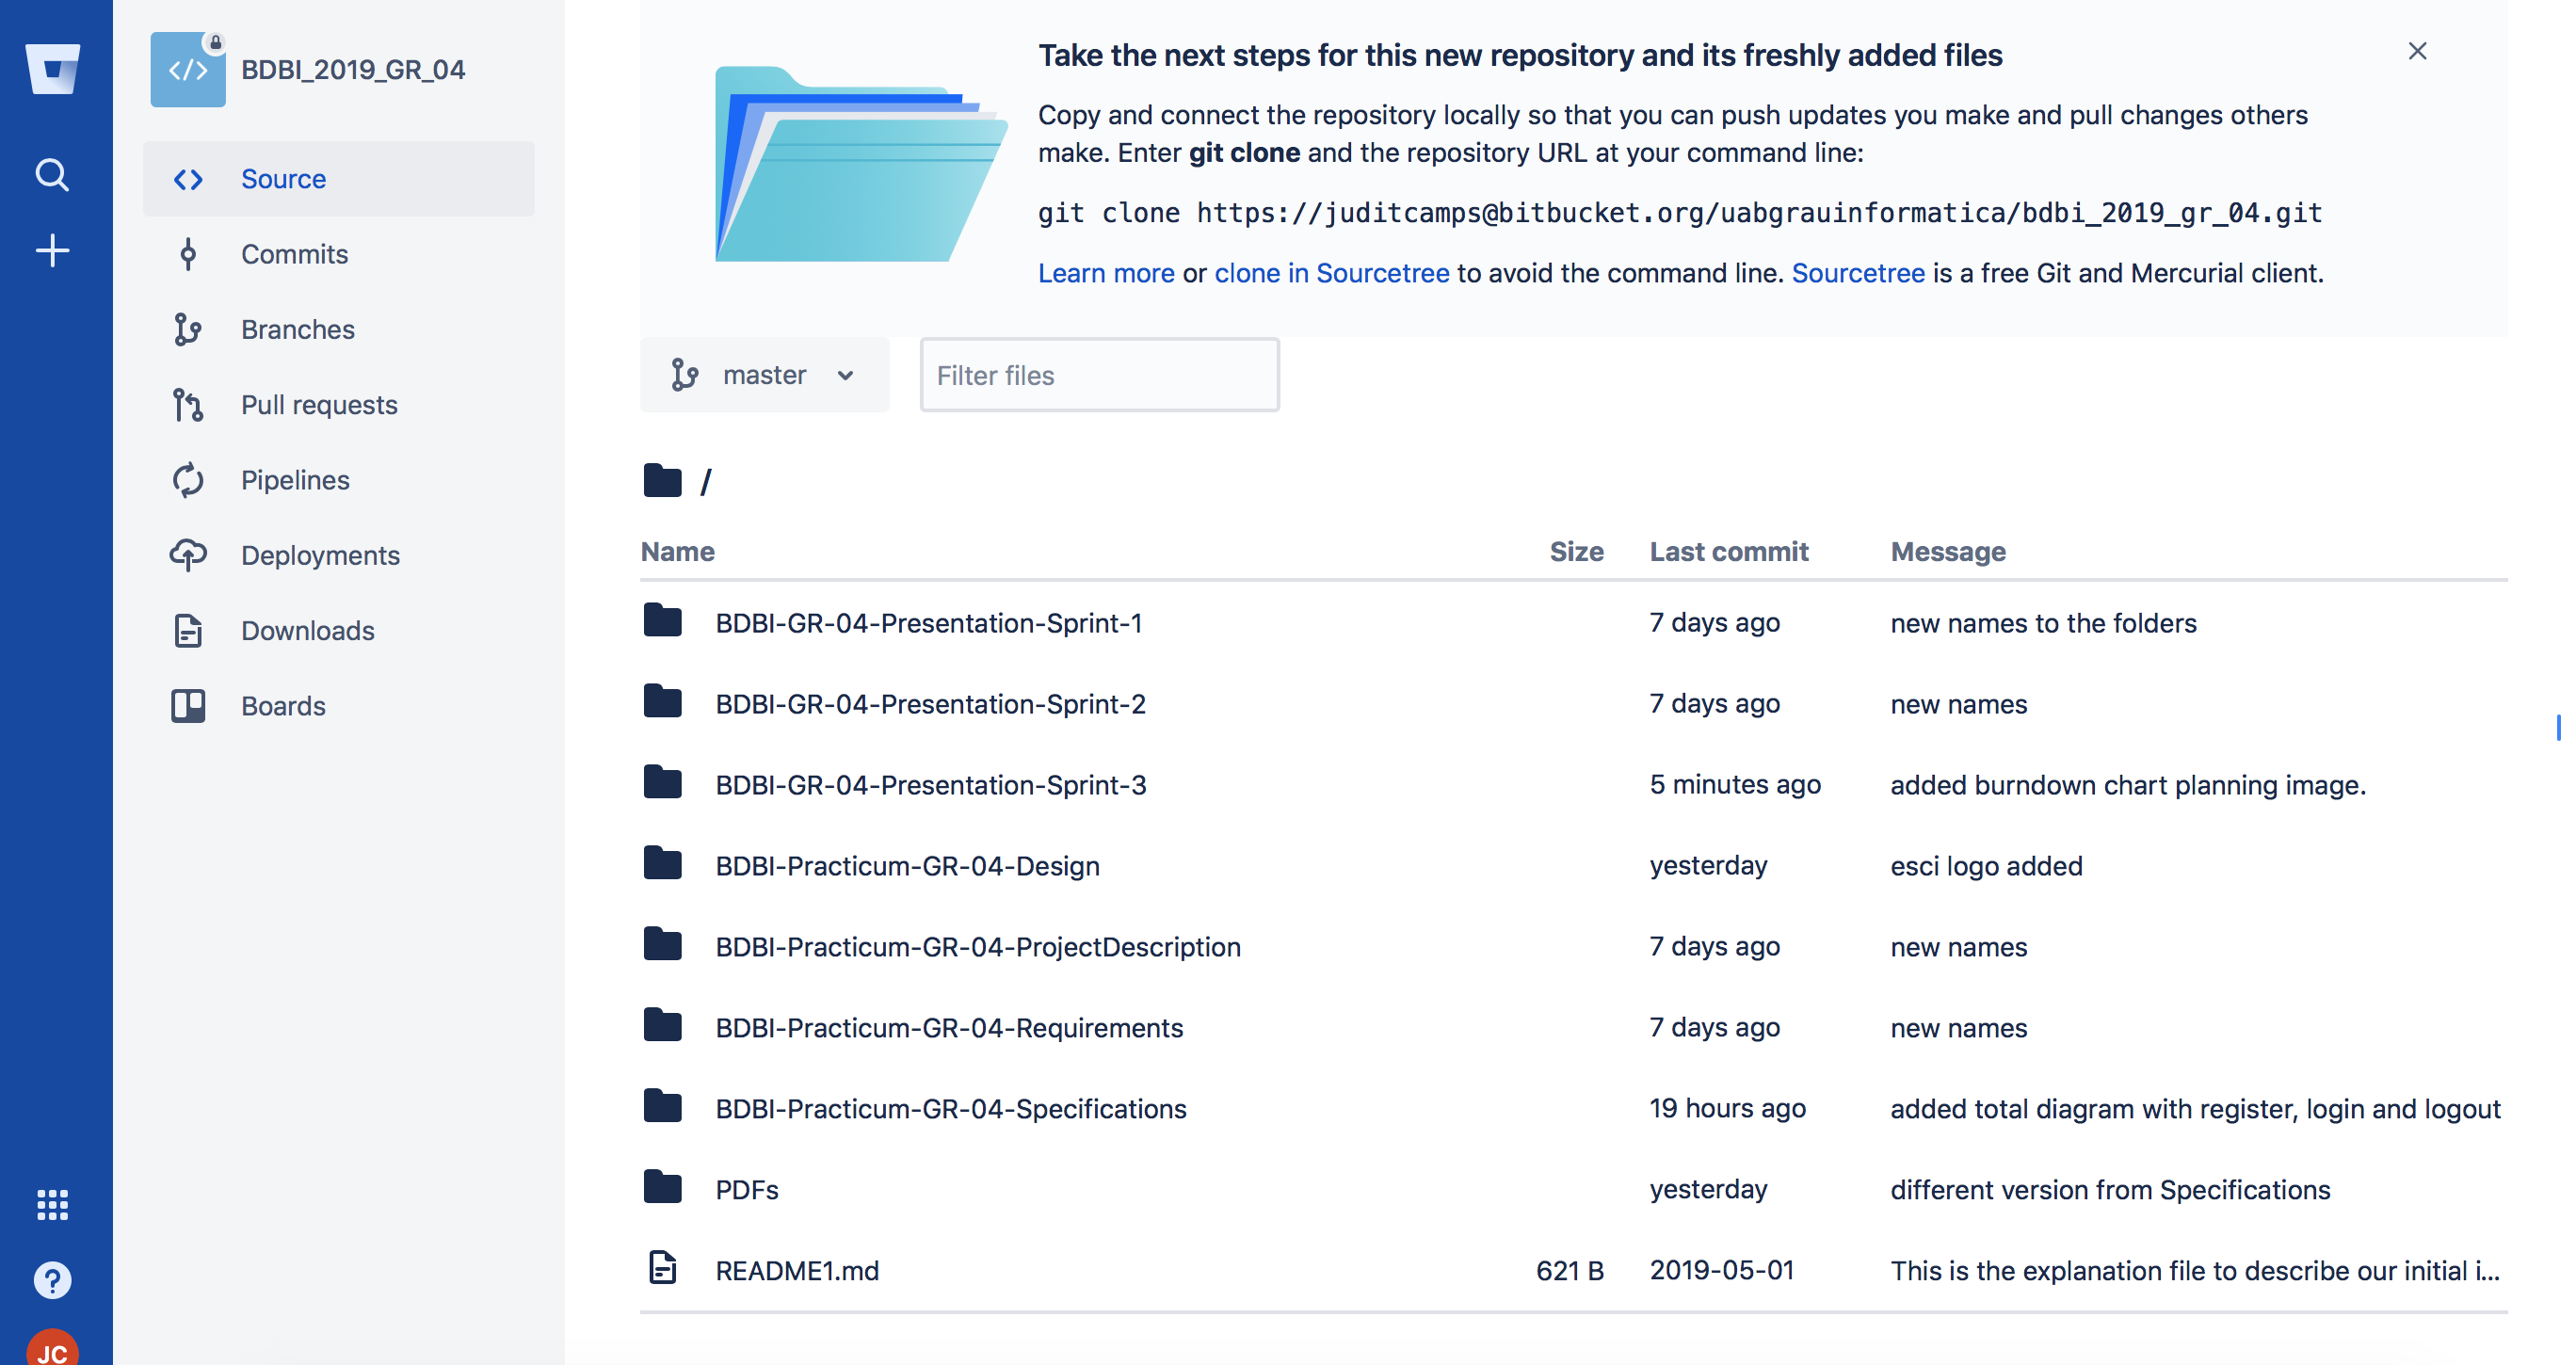 BDBI_2019_GR_04
Source
Commits
Branches
Pull requests
Pipelines
Deployments
Downloads
Boards
JC
Take the next steps for this new repository and its freshly added files
Copy and connect the repository locally so that you can push updates you make and pull changes others
make. Enter git clone and the repository URL at your command line:
git clone https://juditcamps@bitbucket.org/uabgrauinformatica/bdbi_2019_gr_04.git
Learn more or clone in Sourcetree to avoid the command line. Sourcetree is a free Git and Mercurial client.
master Filter files
/
Name Size Last commit Message
BDBI-GR-04-Presentation-Sprint-1 7 days ago new names to the folders
BDBI-GR-04-Presentation-Sprint-2 7 days ago new names
BDBI-GR-04-Presentation-Sprint-3 5 minutes ago added burndown chart planning image.
BDBI-Practicum-GR-04-Design yesterday esci logo added
BDBI-Practicum-GR-04-ProjectDescription 7 days ago new names
BDBI-Practicum-GR-04-Requirements 7 days ago new names
BDBI-Practicum-GR-04-Specifications 19 hours ago added total diagram with register, login and logout
PDFs yesterday different version from Specifications
README1.md 621 B 2019-05-01 This is the explanation file to describe our initial i...